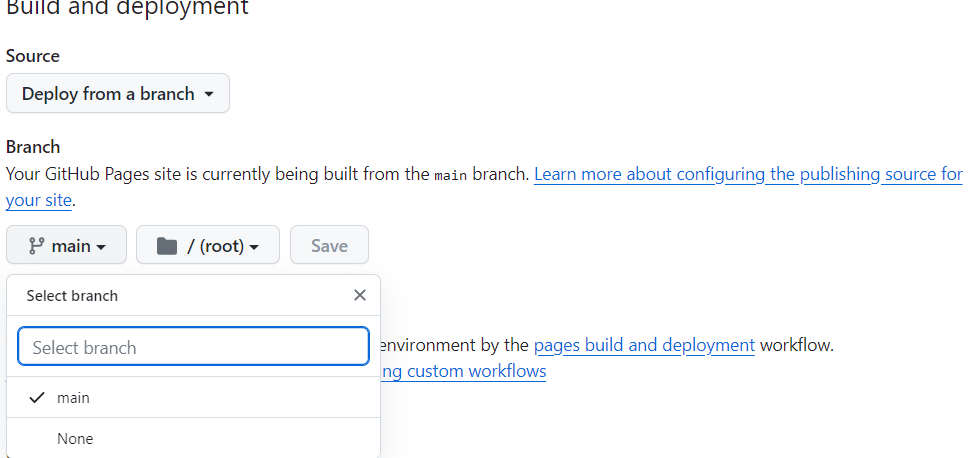 Build and deployment
Source
Deploy from a branch
Branch
Your GitHub Pages site is currently being built from the main branch. Learn more about configuring the publishing source for
your site.
main
/ (root)
Save
Select branch
Select branch
environment by the pages build and deployment workflow.
ng custom workflows
main
None